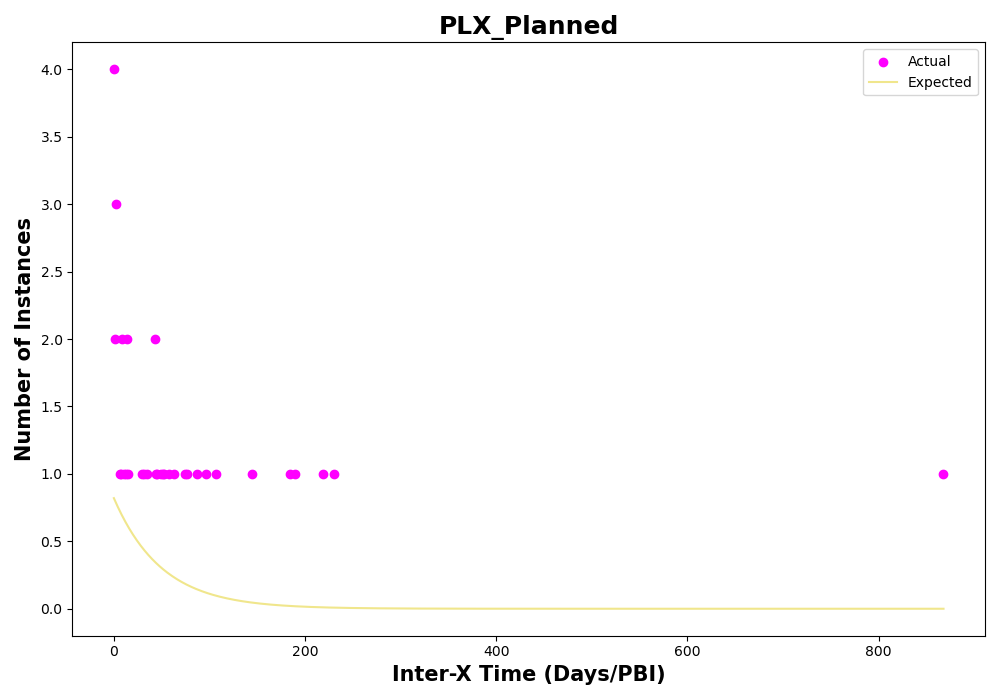 PLX_Planned
Number of Instances
4.0
3.5
3.0
2.5
2.0
1.5
1.0
0.5
0.0
Actual
Expected
0
200
400
600
800
Inter-X Time (Days/PBI)